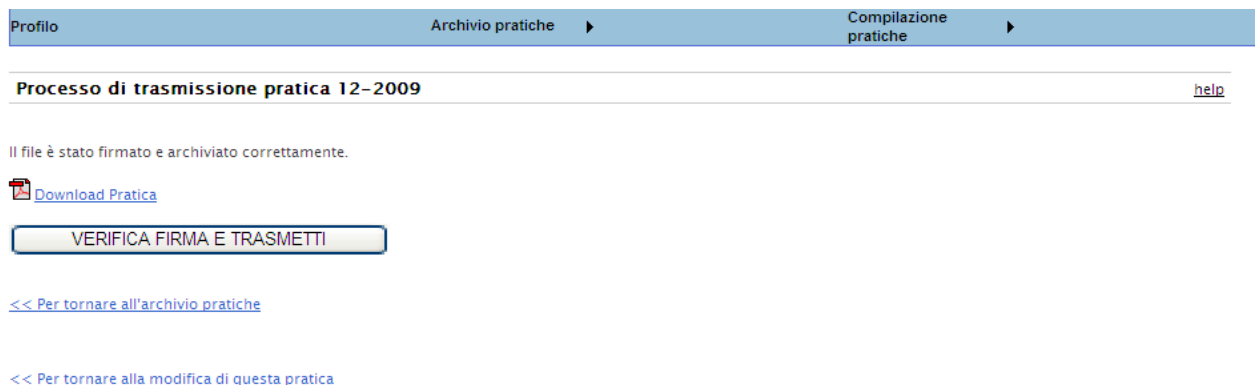 Profilo Archivio pratiche Compilazione
pratiche
Processo di trasmissione pratica 12-2009 help
Il file è stato firmato e archiviato correttamente.
Download Pratica
VERIFICA FIRMA E TRASMETTI
<< Per tornare all'archivio pratiche
<< Per tornare alla modifica di questa pratica